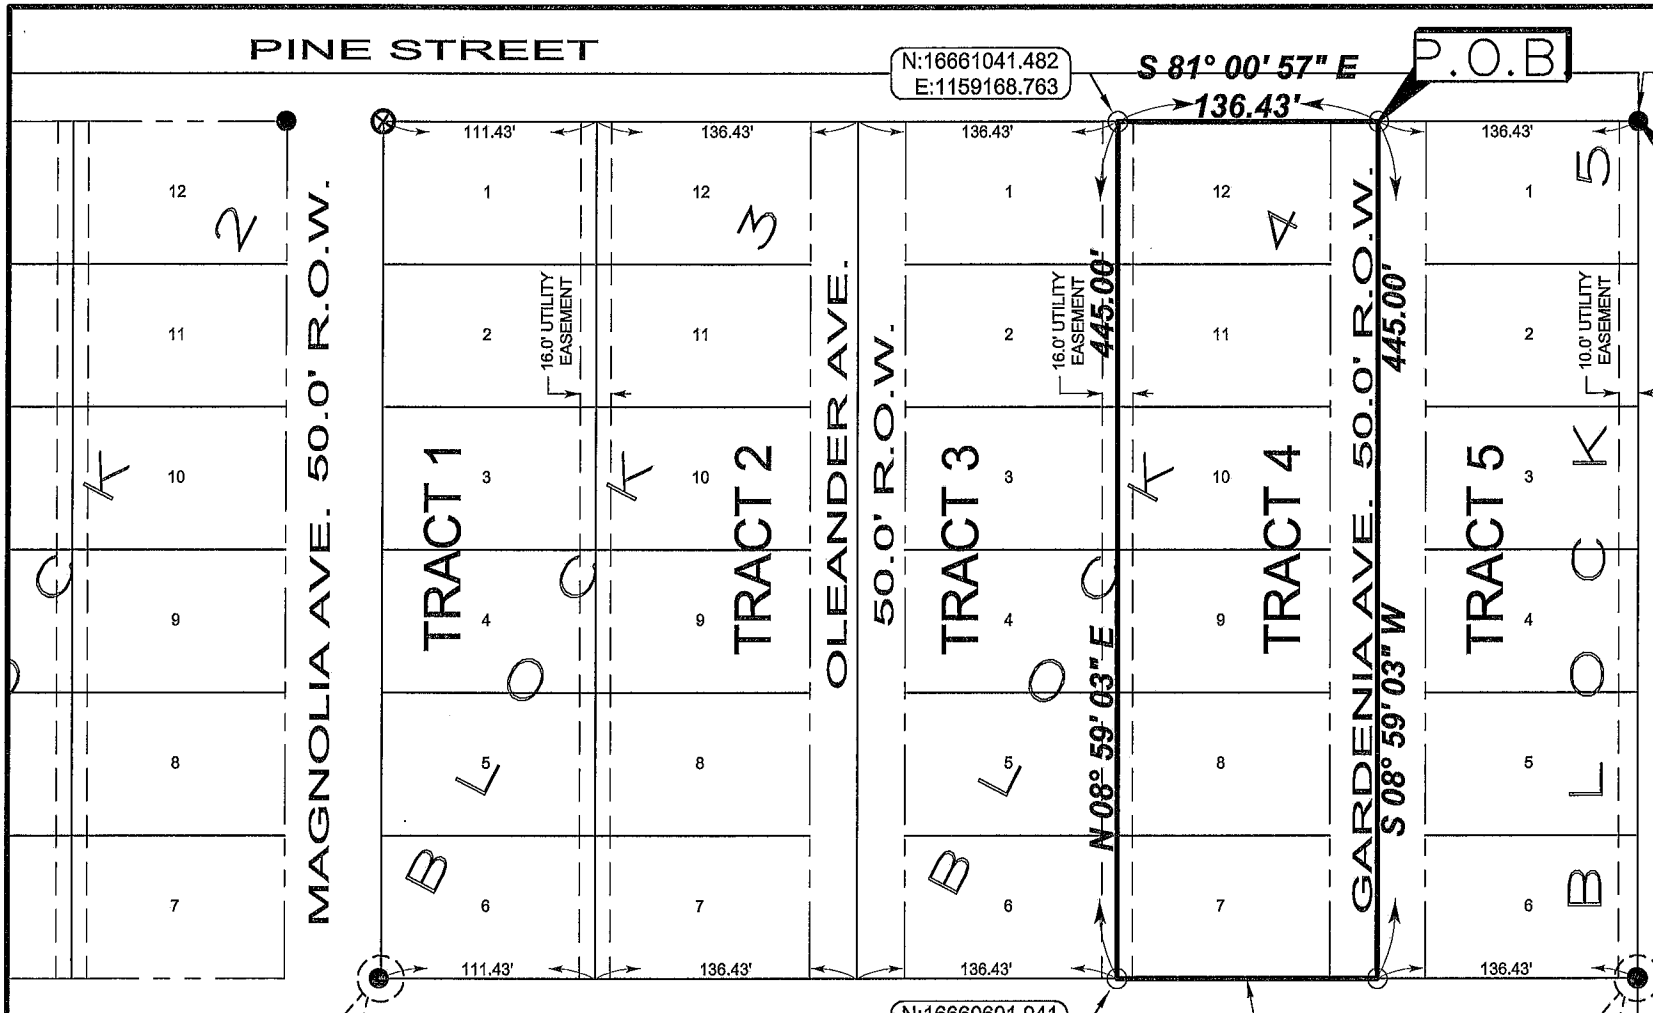 PINE STREET
N:16661041.482
E:1159168.763
S 81° 00' 57" E
136.43'
P.O.B
111.43'
136.43'
136.43'
136.43'
12
1
12
1
12
1
2
3
4
5
11
2
11
2
11
2
16.0' UTILITY
EASEMENT
16.0' UTILITY
EASEMENT
10.0' UTILITY
EASEMENT
445.00'
445.00'
MAGNOLIA AVE. 50.0' R.O.W.
OLEANDER AVE.
50.0' R.O.W.
GARDENIA AVE. 50.0' R.O.W.
10
3
10
3
10
3
TRACT 1
TRACT 2
TRACT 3
TRACT 4
TRACT 5
O C K
B L O C K
B L O C K
B L O C K
9
4
9
4
9
4
N 08° 59' 03" E
S 08° 59' 03" W
8
5
8
5
8
5
7
6
7
6
7
6
111.43'
136.43'
136.43'
136.43'